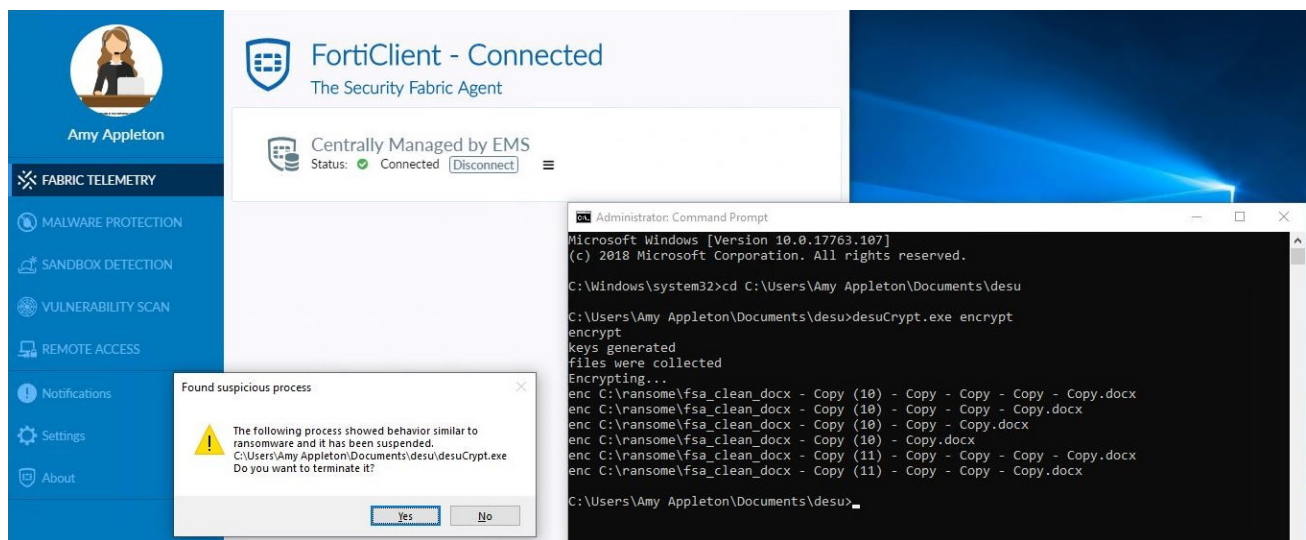 Amy Appleton
FABRIC TELEMETRY
MALWARE PROTECTION
SANDBOX DETECTION
VULNERABILITY SCAN
REMOTE ACCESS
Notifications
Settings
About
FortiClient - Connected
The Security Fabric Agent
Centrally Managed by EMS
Status: Connected Disconnect
Found suspicious process
The following process showed behavior similar to
ransomware and it has been suspended.
C:\Users\Amy Appleton\Documents\desu\desuCrypt.exe
Do you want to terminate it?
Yes No
Administrator: Command Prompt
Microsoft Windows [Version 10.0.17763.107]
(c) 2018 Microsoft Corporation. All rights reserved.
C:\Windows\system32>cd C:\Users\Amy Appleton\Documents\desu
C:\Users\Amy Appleton\Documents\desu>desuCrypt.exe encrypt
encrypt
keys generated
files were collected
Encrypting...
enc C:\ransome\fsa_clean_docx - Copy (10) - Copy - Copy - Copy - Copy.docx
enc C:\ransome\fsa_clean_docx - Copy (10) - Copy - Copy - Copy.docx
enc C:\ransome\fsa_clean_docx - Copy (10) - Copy - Copy.docx
enc C:\ransome\fsa_clean_docx - Copy (10) - Copy.docx
enc C:\ransome\fsa_clean_docx - Copy (11) - Copy - Copy - Copy - Copy.docx
enc C:\ransome\fsa_clean_docx - Copy (11) - Copy - Copy - Copy.docx
C:\Users\Amy Appleton\Documents\desu>